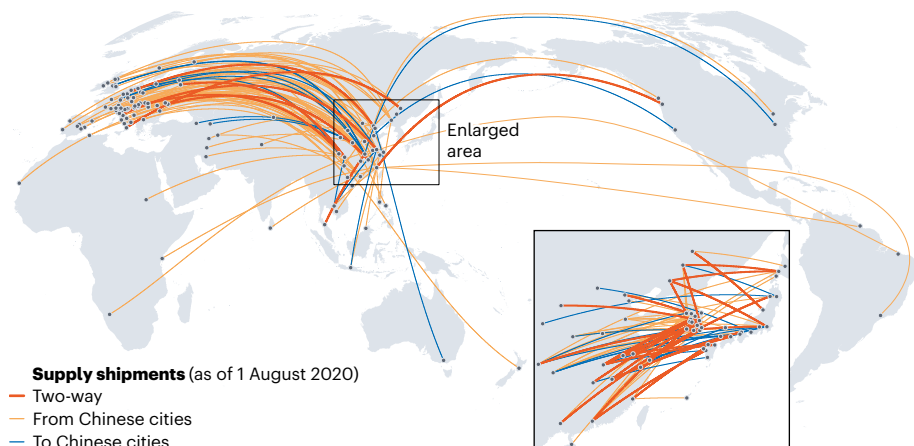 Enlarged
area
Supply shipments (as of 1 August 2020)
Two-way
From Chinese cities
To Chinese cities